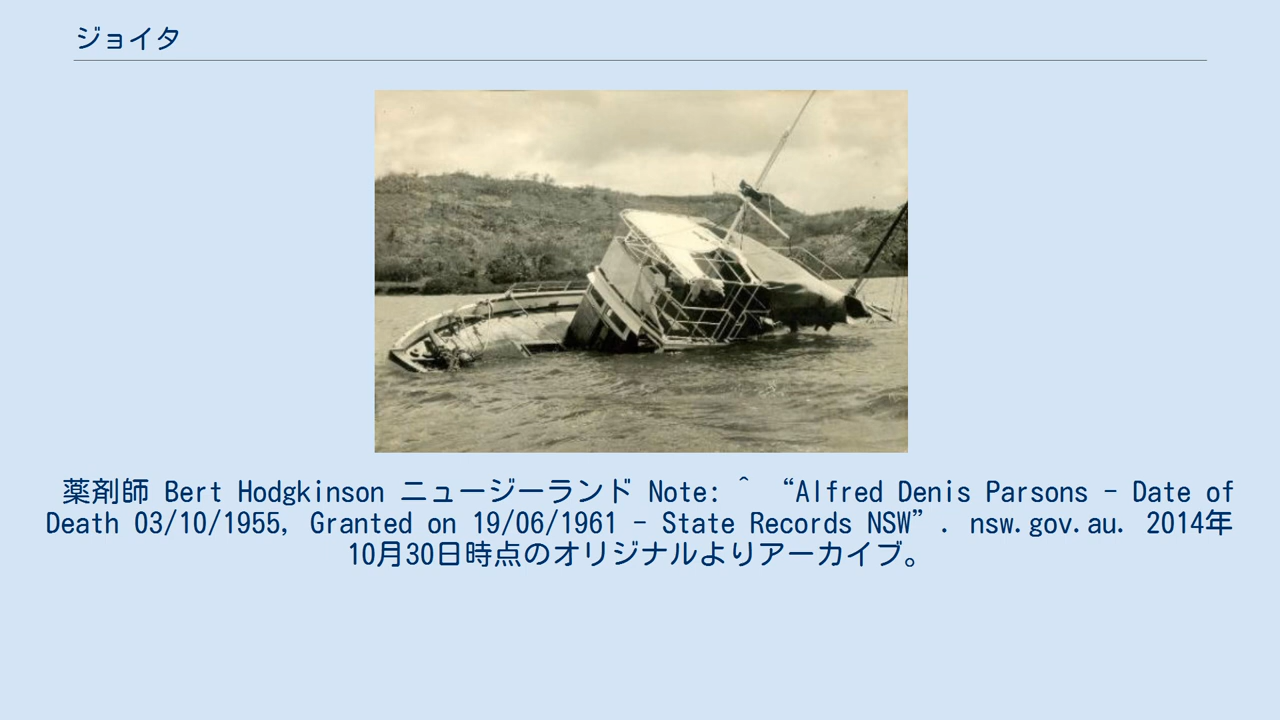 ジョイタ
薬剤師 Bert Hodgkinson ニュージーランド Note: ^ “Alfred Denis Parsons – Date of
Death 03/10/1955, Granted on 19/06/1961 – State Records NSW”. nsw.gov.au. 2014年
10月30日時点のオリジナルよりアーカイブ。